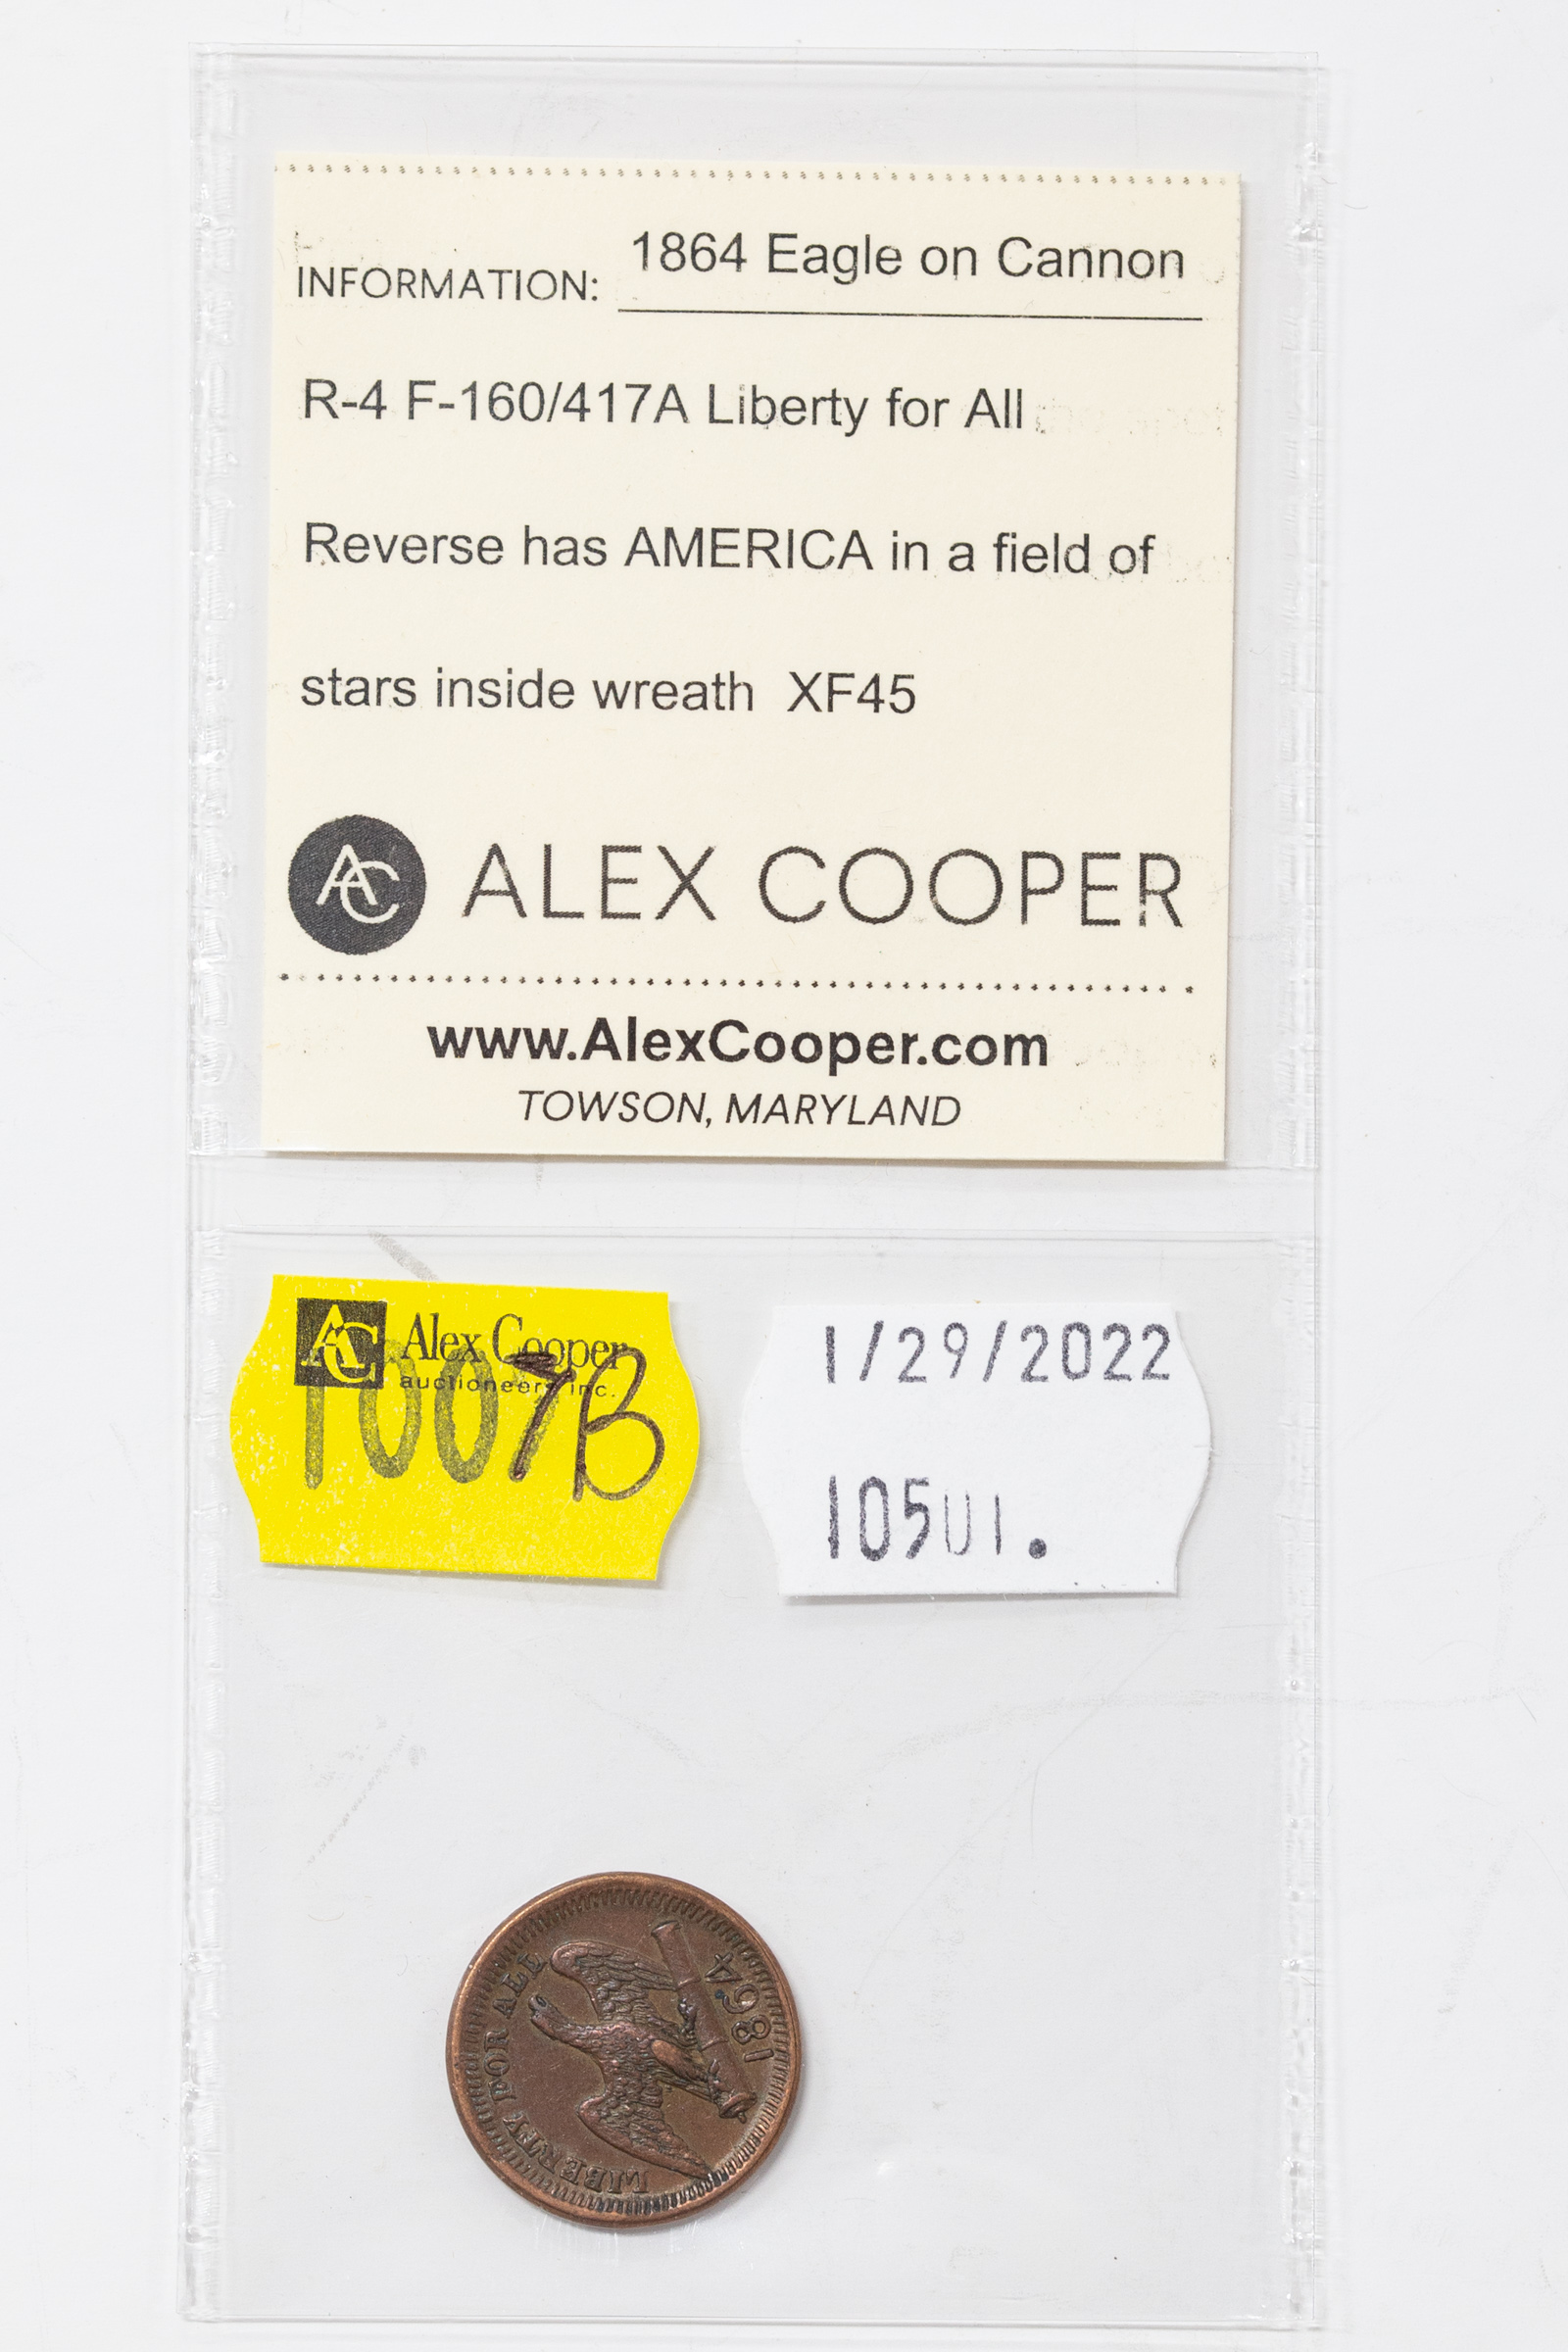 1864 Eagle on Cannon
INFORMATION:
R-4 F-160/417A Liberty for All
Reverse has AMERICA in a field of
stars inside wreath XF45
AC ALEX COOPER
www.AlexCooper.com
TOWSON, MARYLAND
AC Alex Cooper
auctioneers, inc.
1007B
1/29/2022
10501.
LIBERTY FOR ALL
1864